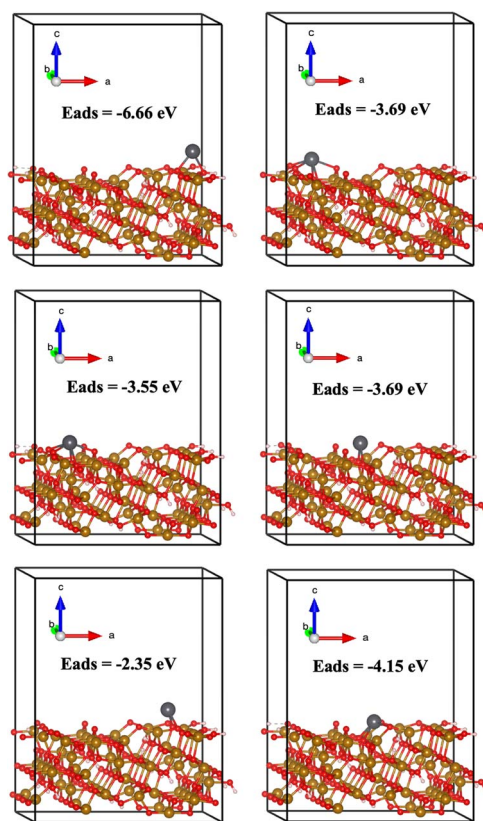 c
b
a
Eads = -6.66 eV
c
b
a
Eads = -3.69 eV
c
b
a
Eads = -3.55 eV
c
b
a
Eads = -3.69 eV
c
b
a
Eads = -2.35 eV
c
b
a
Eads = -4.15 eV